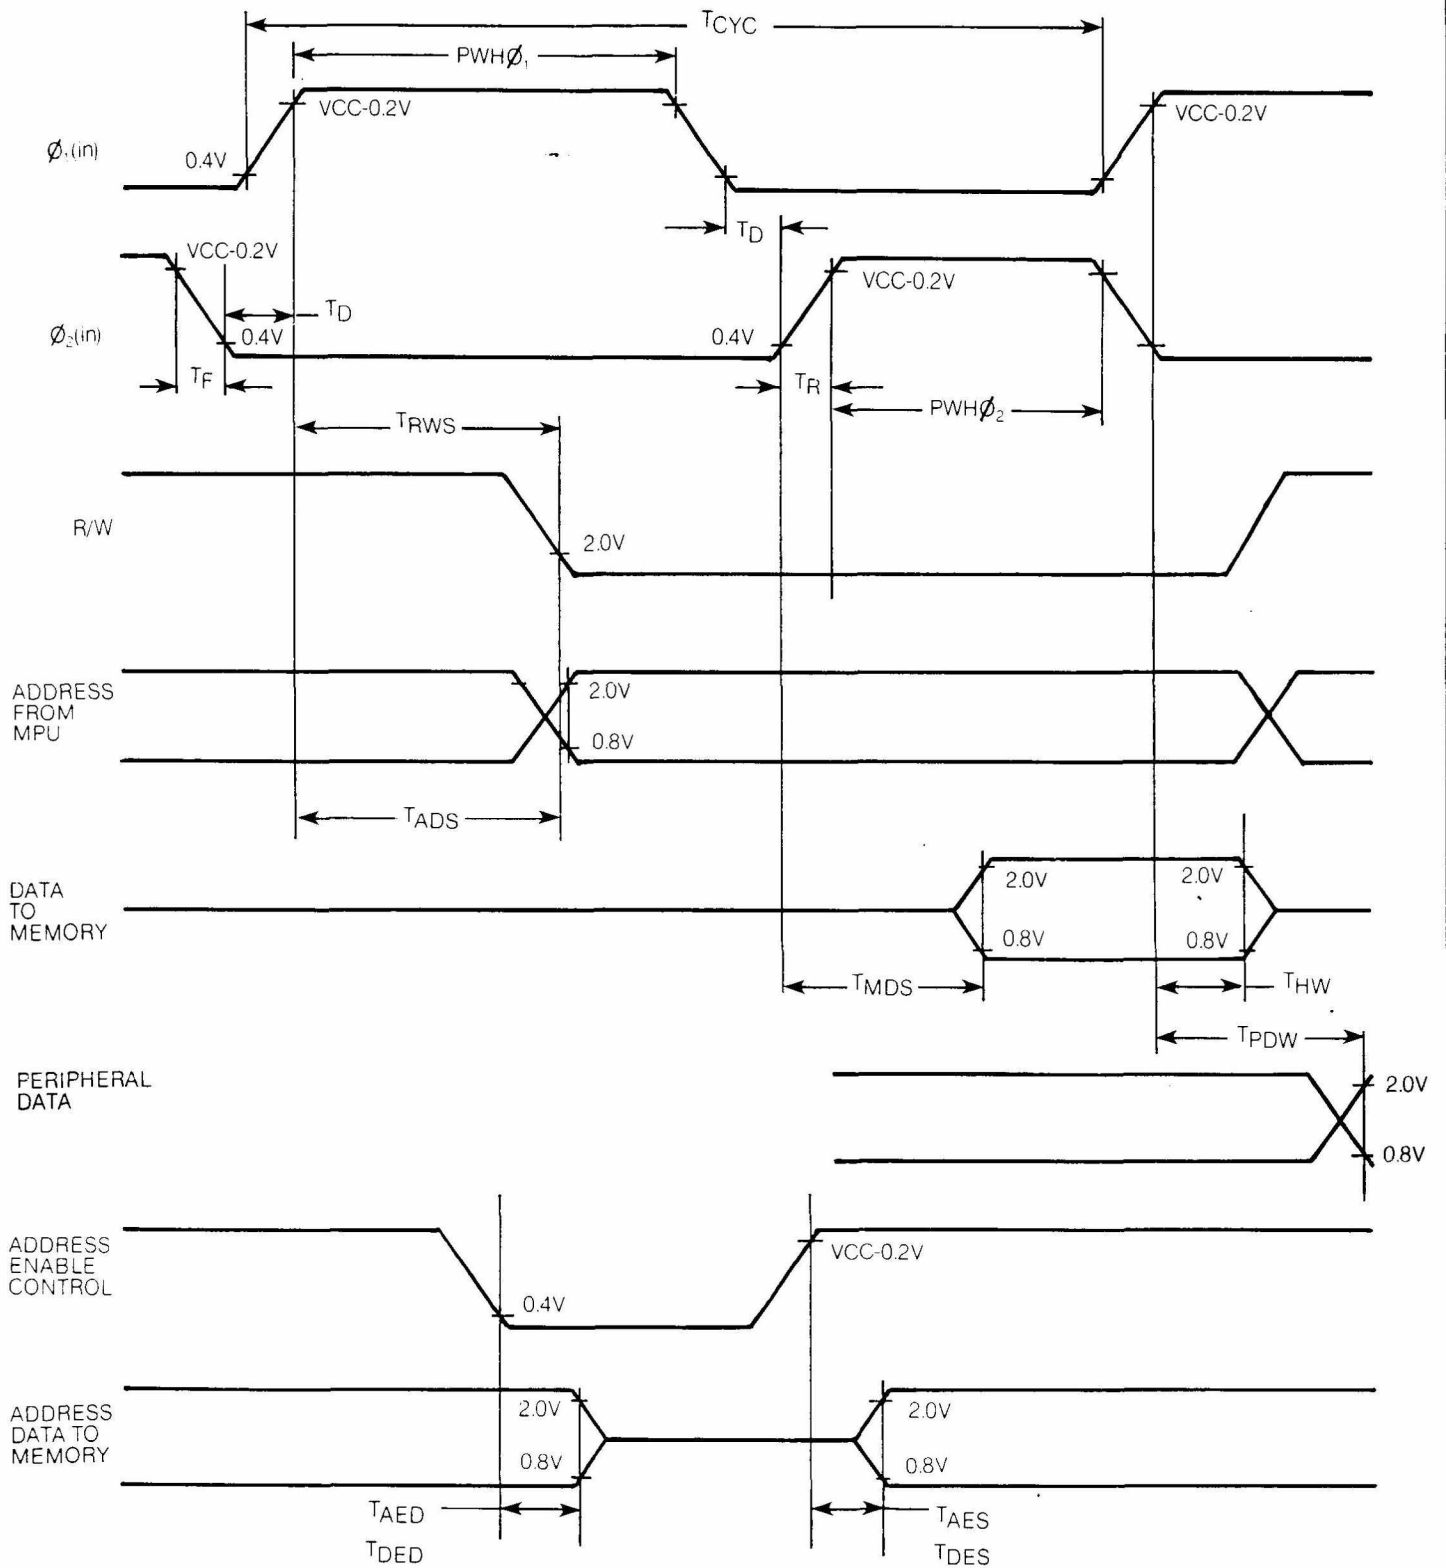 TCYC
PWHØ1
VCC-0.2V
VCC-0.2V
Ø1(in)
0.4V
TD
VCC-0.2V
VCC-0.2V
TD
Ø2(in)
0.4V
0.4V
TF
TR
PWHØ2
TRWS
R/W
2.0V
ADDRESS
FROM
MPU
2.0V
0.8V
TADS
DATA
TO
MEMORY
2.0V
2.0V
0.8V
0.8V
TMDS
THW
TPDW
PERIPHERAL
DATA
2.0V
0.8V
ADDRESS
ENABLE
CONTROL
VCC-0.2V
0.4V
ADDRESS
DATA TO
MEMORY
2.0V
2.0V
0.8V
0.8V
TAED
TAES
TDED
TDES